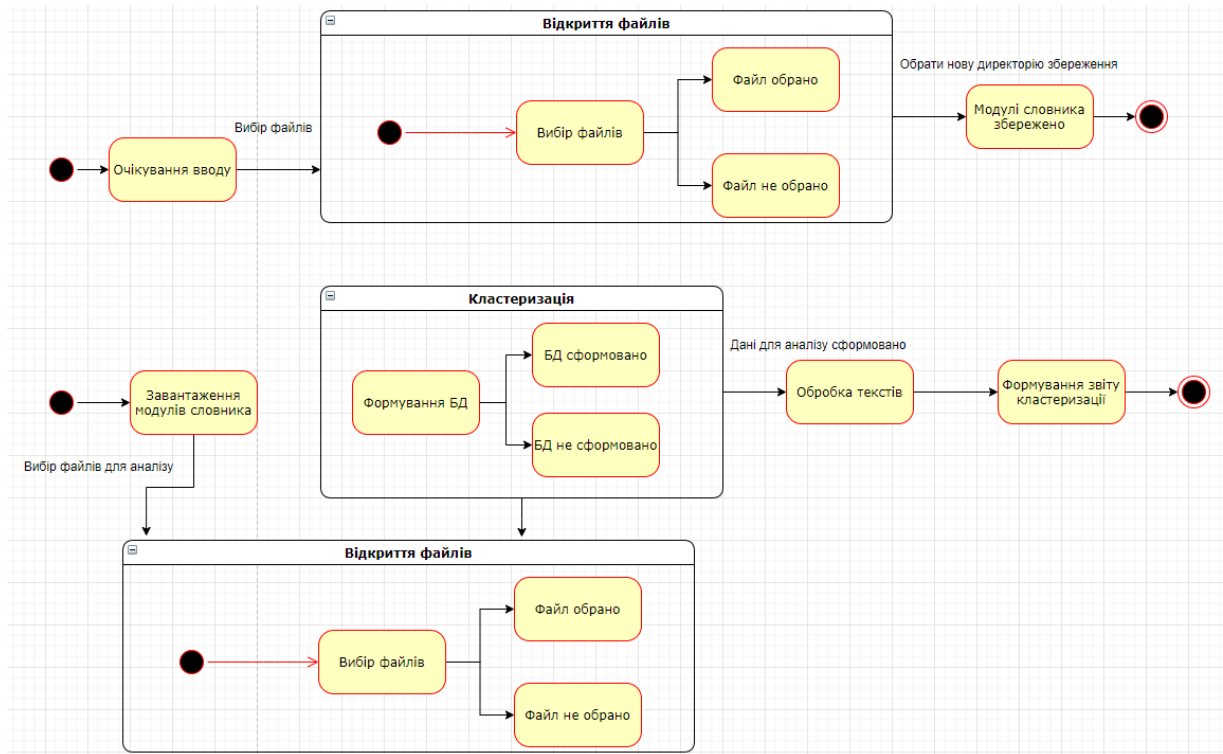 Відкриття файлів
Вибір файлів
Очікування вводу
Вибір файлів
Файл обрано
Файл не обрано
Обрати нову директорію збереження
Модулі словника
збережено
Кластеризація
Завантаження
модулів словника
Вибір файлів для аналізу
Формування БД
БД сформовано
БД не сформовано
Дані для аналізу сформовано
Обробка текстів
Формування звіту
кластеризації
Відкриття файлів
Вибір файлів
Файл обрано
Файл не обрано